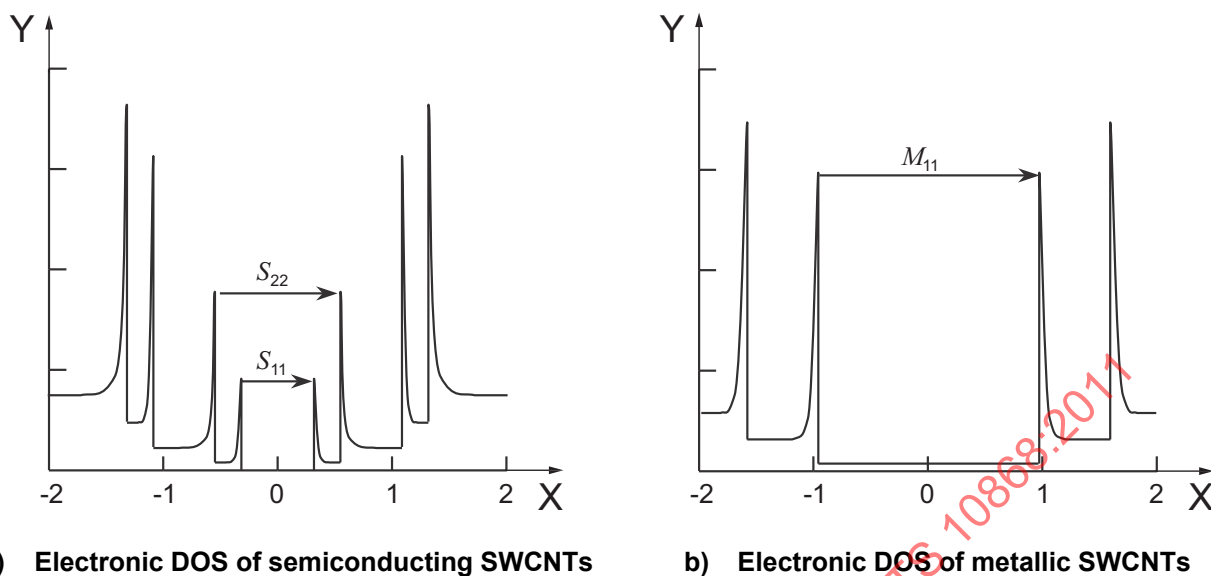 Y
S22
S11
-2 -1 0 1 2 X
) Electronic DOS of semiconducting SWCNTs
Y
M11
-2 -1 0 1 2 X
b) Electronic DOS of metallic SWCNTs
TS 10868:2011